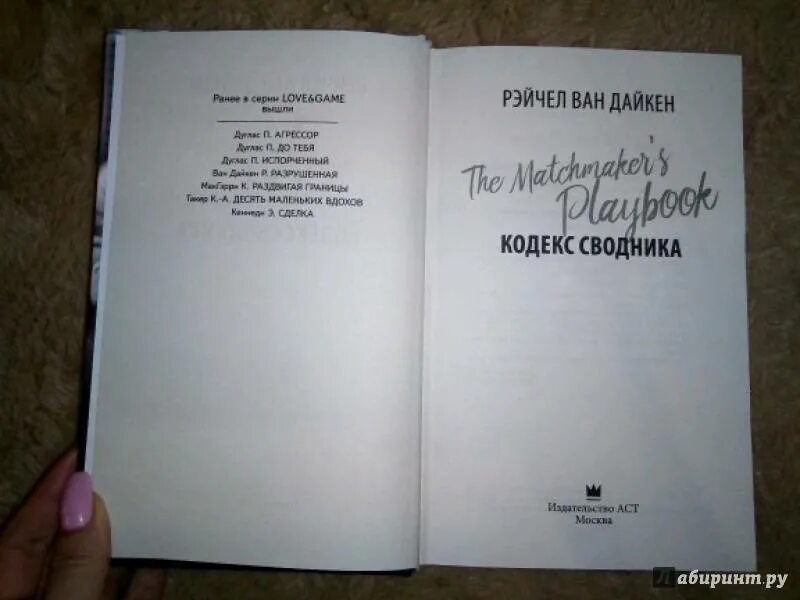 Ранее в серии LOVE&GAME
вышли
Дуглас П. АГРЕССОР
Дуглас П. ДО ТЕБЯ
Дуглас П. ИСПОРЧЕННЫЙ
Ван Дайкен Р. РАЗРУШЕННАЯ
МакГэрри К. РАЗДВИГАЯ ГРАНИЦЫ
Такер К.-А. ДЕСЯТЬ МАЛЕНЬКИХ ВДОХОВ
Кеннеди Э. СДЕЛКА
РЭЙЧЕЛ ВАН ДАЙКЕН
The Matchmaker's
Playbook
КОДЕКС СВОДНИКА
Издательство АСТ
Москва
Лабиринт.ру